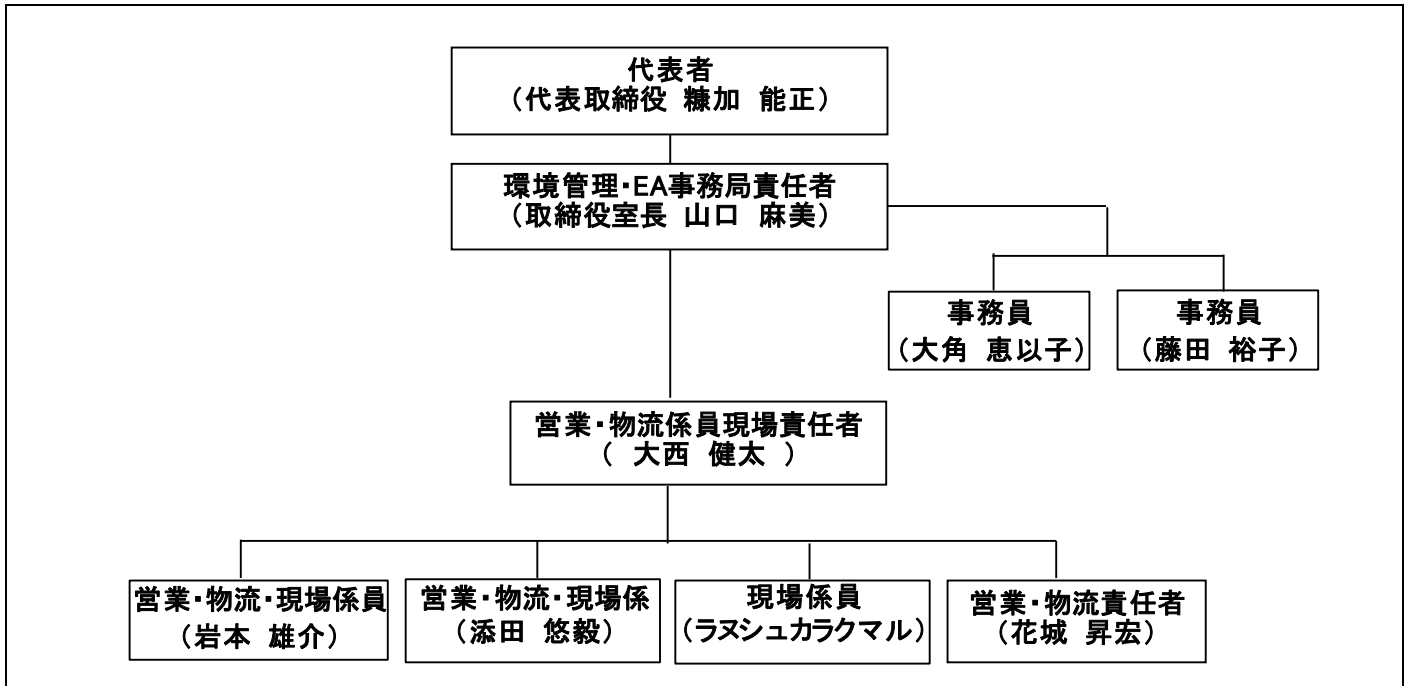 代表者
(代表取締役 糠加 能正)
環境管理・EA事務局責任者
(取締役室長 山口 麻美)
事務員
(大角 恵以子)
事務員
(藤田 裕子)
営業・物流係員現場責任者
( 大西 健太 )
営業・物流・現場係員
(岩本 雄介)
営業・物流・現場係
(添田 悠毅)
現場係員
(ラヌシュカラクマル)
営業・物流責任者
(花城 昇宏)